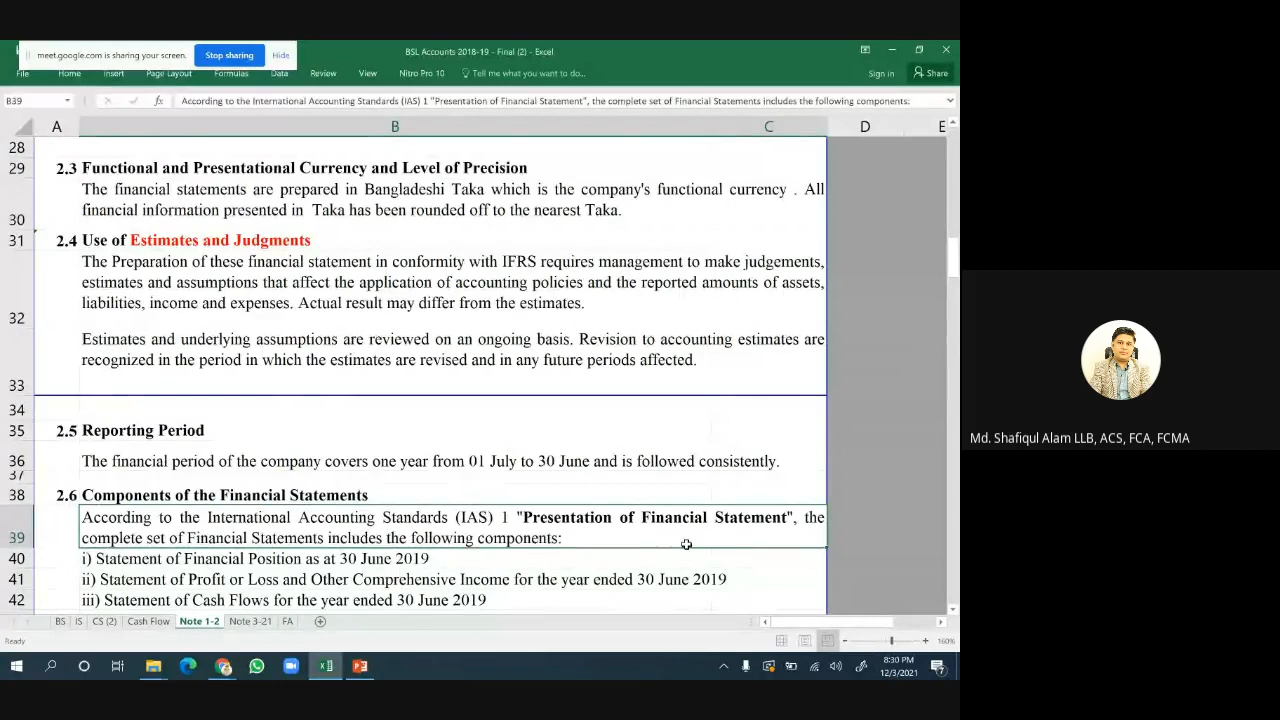 meet.google.com is sharing your screen. Stop sharing Hide
BSL Accounts 2018-19 - Final (2) - Excel
File Home Insert Page Layout Formulas Data Review View Nitro Pro 10 Tell me what you want to do... Sign in Share
B39 fx According to the International Accounting Standards (IAS) 1 "Presentation of Financial Statement", the complete set of Financial Statements includes the following components:
A B C D E
28
29 2.3 Functional and Presentational Currency and Level of Precision
The financial statements are prepared in Bangladeshi Taka which is the company's functional currency . All
30 financial information presented in Taka has been rounded off to the nearest Taka.
31 2.4 Use of Estimates and Judgments
The Preparation of these financial statement in conformity with IFRS requires management to make judgements,
estimates and assumptions that affect the application of accounting policies and the reported amounts of assets,
32 liabilities, income and expenses. Actual result may differ from the estimates.
Estimates and underlying assumptions are reviewed on an ongoing basis. Revision to accounting estimates are
33 recognized in the period in which the estimates are revised and in any future periods affected.
34
35 2.5 Reporting Period
36 The financial period of the company covers one year from 01 July to 30 June and is followed consistently.
37
38 2.6 Components of the Financial Statements
According to the International Accounting Standards (IAS) 1 "Presentation of Financial Statement", the
39 complete set of Financial Statements includes the following components:
40 i) Statement of Financial Position as at 30 June 2019
41 ii) Statement of Profit or Loss and Other Comprehensive Income for the year ended 30 June 2019
42 iii) Statement of Cash Flows for the year ended 30 June 2019
BS IS CS (2) Cash Flow Note 1-2 Note 3-21 FA
Ready 160%
8:30 PM
12/3/2021
Md. Shafiqul Alam LLB, ACS, FCA, FCMA